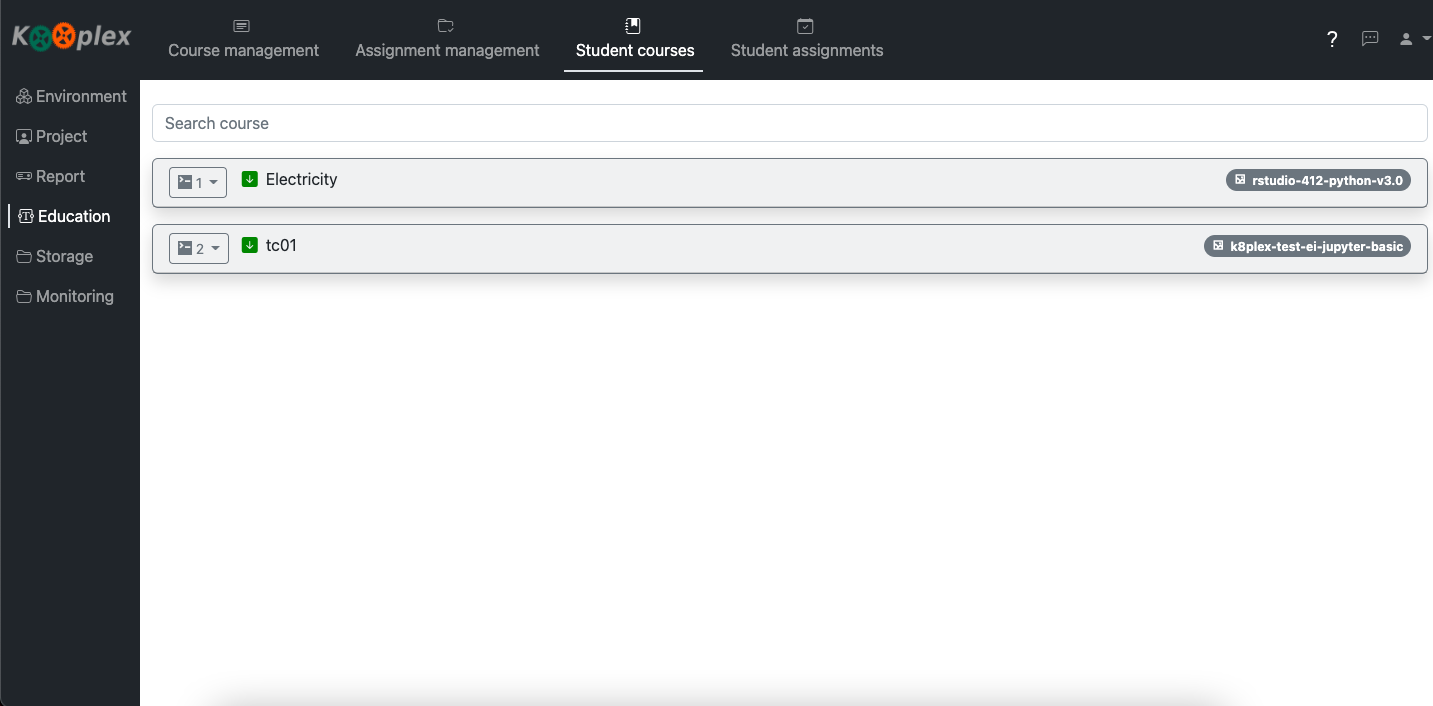 Kooplex
Course management
Assignment management
Student courses
Student assignments
?
Environment
Project
Report
Education
Storage
Monitoring
Search course
1 Electricity rstudio-412-python-v3.0
2 tc01 k8plex-test-ei-jupyter-basic